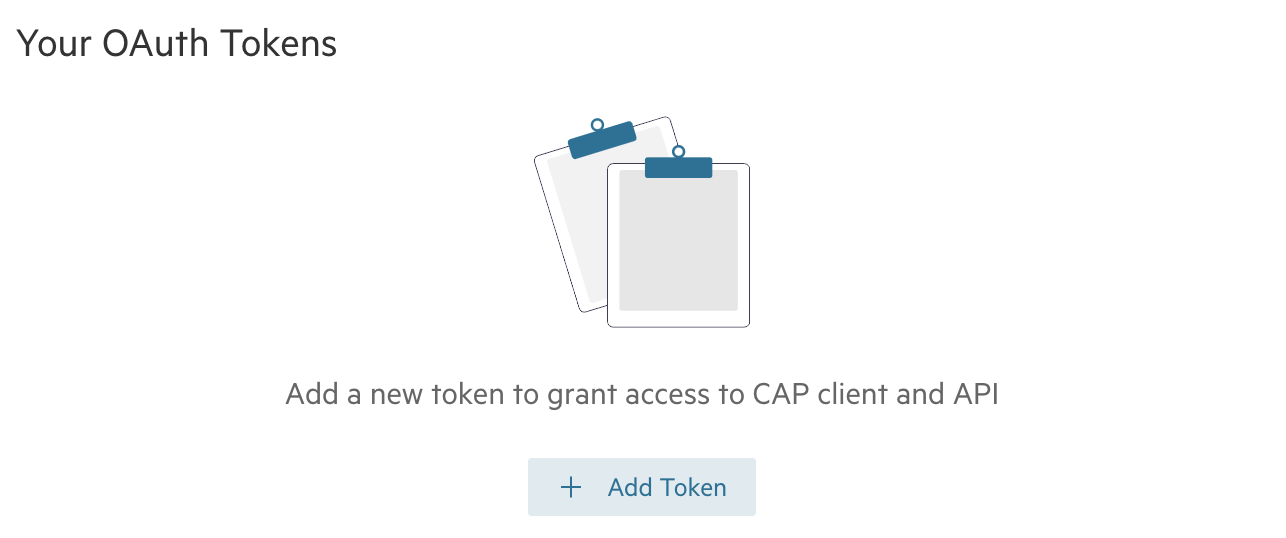 Your OAuth Tokens
Add a new token to grant access to CAP client and API
+ Add Token